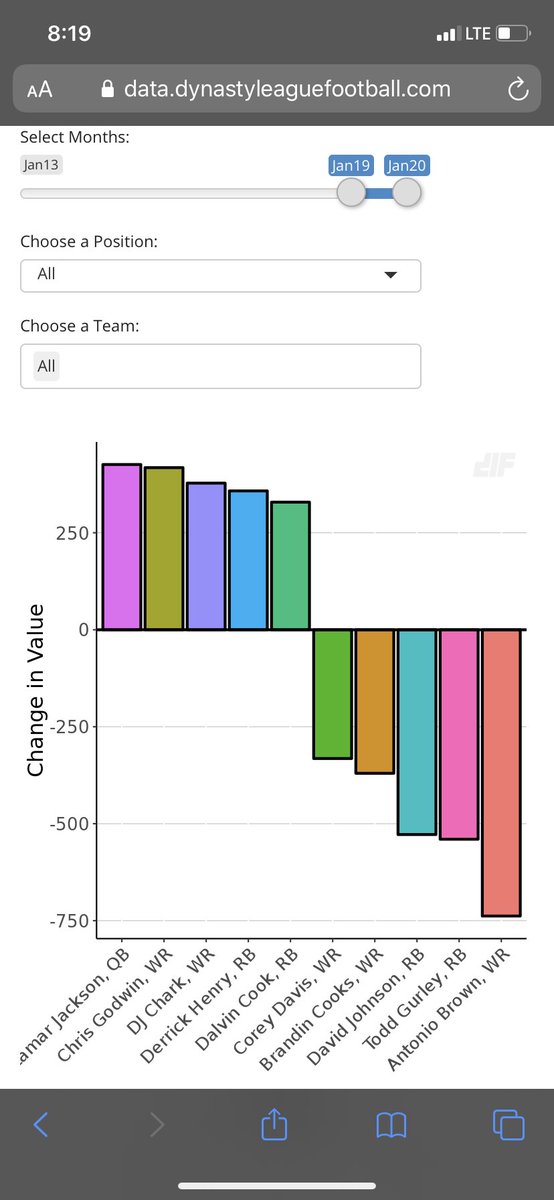 8:19
LTE
AA data.dynastyleaguefootball.com
Select Months:
Jan13 Jan19 Jan20
Choose a Position:
All
Choose a Team:
All
DLF
Change in Value
250
0
-250
-500
-750
amar Jackson, QB
Chris Godwin, WR
DJ Chark, WR
Derrick Henry, RB
Dalvin Cook, RB
Corey Davis, WR
Brandin Cooks, WR
David Johnson, RB
Todd Gurley, RB
Antonio Brown, WR